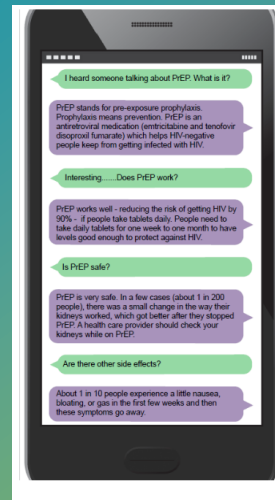 I heard someone talking about PrEP. What is it?
PrEP stands for pre-exposure prophylaxis.
Prophylaxis means prevention. PrEP is an
antiretroviral medication (emtricitabine and tenofovir
disoproxil fumarate) which helps HIV-negative
people keep from getting infected with HIV.
Interesting......Does PrEP work?
PrEP works well - reducing the risk of getting HIV by
90% - if people take tablets daily. People need to
take daily tablets for one week to one month to have
levels good enough to protect against HIV.
Is PrEP safe?
PrEP is very safe. In a few cases (about 1 in 200
people), there was a small change in the way their
kidneys worked, which got better after they stopped
PrEP. A health care provider should check your
kidneys while on PrEP.
Are there other side effects?
About 1 in 10 people experience a little nausea,
bloating, or gas in the first few weeks and then
these symptoms go away.